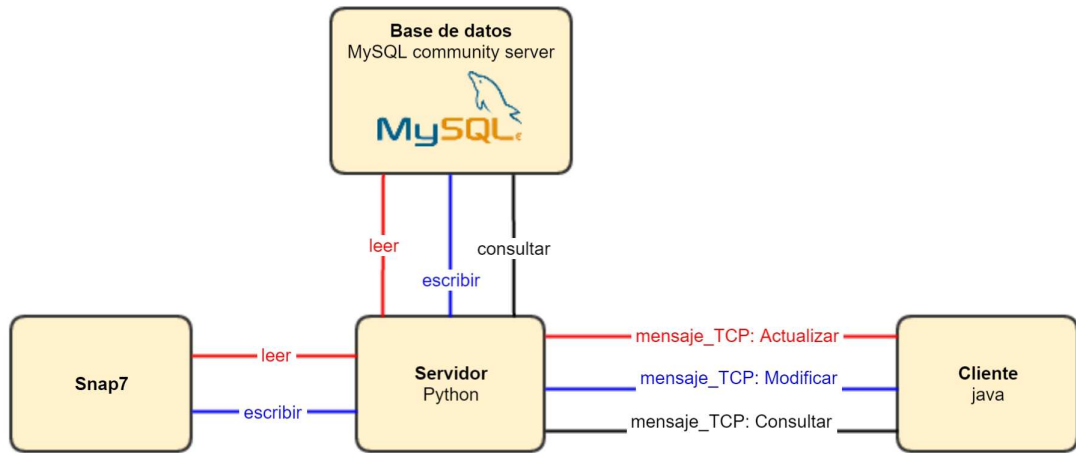 Base de datos
MySQL community server
MySQL
leer
escribir
consultar
Snap7
leer
escribir
Servidor
Python
mensaje_TCP: Actualizar
mensaje_TCP: Modificar
mensaje_TCP: Consultar
Cliente
java